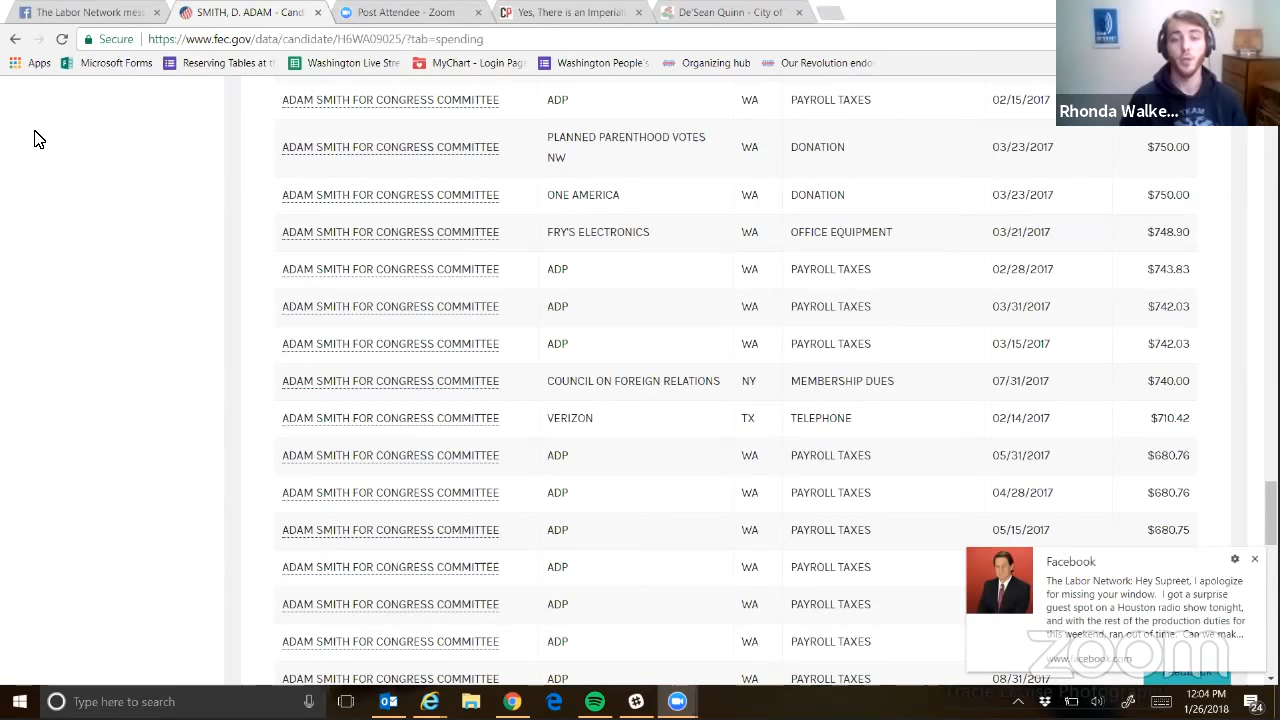 Facebook Network mess
SMITH, D. ADAM - Candi
Post Attendee - Zoom
Yes, There is an Imperiali
De'Sean Quinn - City of
Secure https://www.fec.gov/data/candidate/H6WA09025/?tab=spending
Apps Microsoft Forms Reserving Tables at t Washington Live Stre MyChart - Login Page Washington People's Organizing hub Our Revolution endo
Rhonda Walke...
ADAM SMITH FOR CONGRESS COMMITTEE ADP WA PAYROLL TAXES 02/15/2017
ADAM SMITH FOR CONGRESS COMMITTEE PLANNED PARENTHOOD VOTES NW WA DONATION 03/23/2017 $750.00
ADAM SMITH FOR CONGRESS COMMITTEE ONE AMERICA WA DONATION 03/23/2017 $750.00
ADAM SMITH FOR CONGRESS COMMITTEE FRY'S ELECTRONICS WA OFFICE EQUIPMENT 03/21/2017 $748.90
ADAM SMITH FOR CONGRESS COMMITTEE ADP WA PAYROLL TAXES 02/28/2017 $743.83
ADAM SMITH FOR CONGRESS COMMITTEE ADP WA PAYROLL TAXES 03/31/2017 $742.03
ADAM SMITH FOR CONGRESS COMMITTEE ADP WA PAYROLL TAXES 03/15/2017 $742.03
ADAM SMITH FOR CONGRESS COMMITTEE COUNCIL ON FOREIGN RELATIONS NY MEMBERSHIP DUES 07/31/2017 $740.00
ADAM SMITH FOR CONGRESS COMMITTEE VERIZON TX TELEPHONE 02/14/2017 $710.42
ADAM SMITH FOR CONGRESS COMMITTEE ADP WA PAYROLL TAXES 05/31/2017 $680.76
ADAM SMITH FOR CONGRESS COMMITTEE ADP WA PAYROLL TAXES 04/28/2017 $680.76
ADAM SMITH FOR CONGRESS COMMITTEE ADP WA PAYROLL TAXES 05/15/2017 $680.75
ADAM SMITH FOR CONGRESS COMMITTEE ADP WA PAYROLL TAXES
ADAM SMITH FOR CONGRESS COMMITTEE ADP WA PAYROLL TAXES
ADAM SMITH FOR CONGRESS COMMITTEE ADP WA PAYROLL TAXES
ADAM SMITH FOR CONGRESS COMMITTEE ADP WA PAYROLL TAXES 08/31/2017
Facebook
The Labor Network: Hey Supreet, I apologize
for missing your window. I got a surprise
guest spot on a Houston radio show tonight,
and with the rest of the production duties for
this weekend, ran out of time. Can we mak...
www.facebook.com
zoom
Tracie Louise Photography
Type here to search
12:04 PM
1/26/2018
24